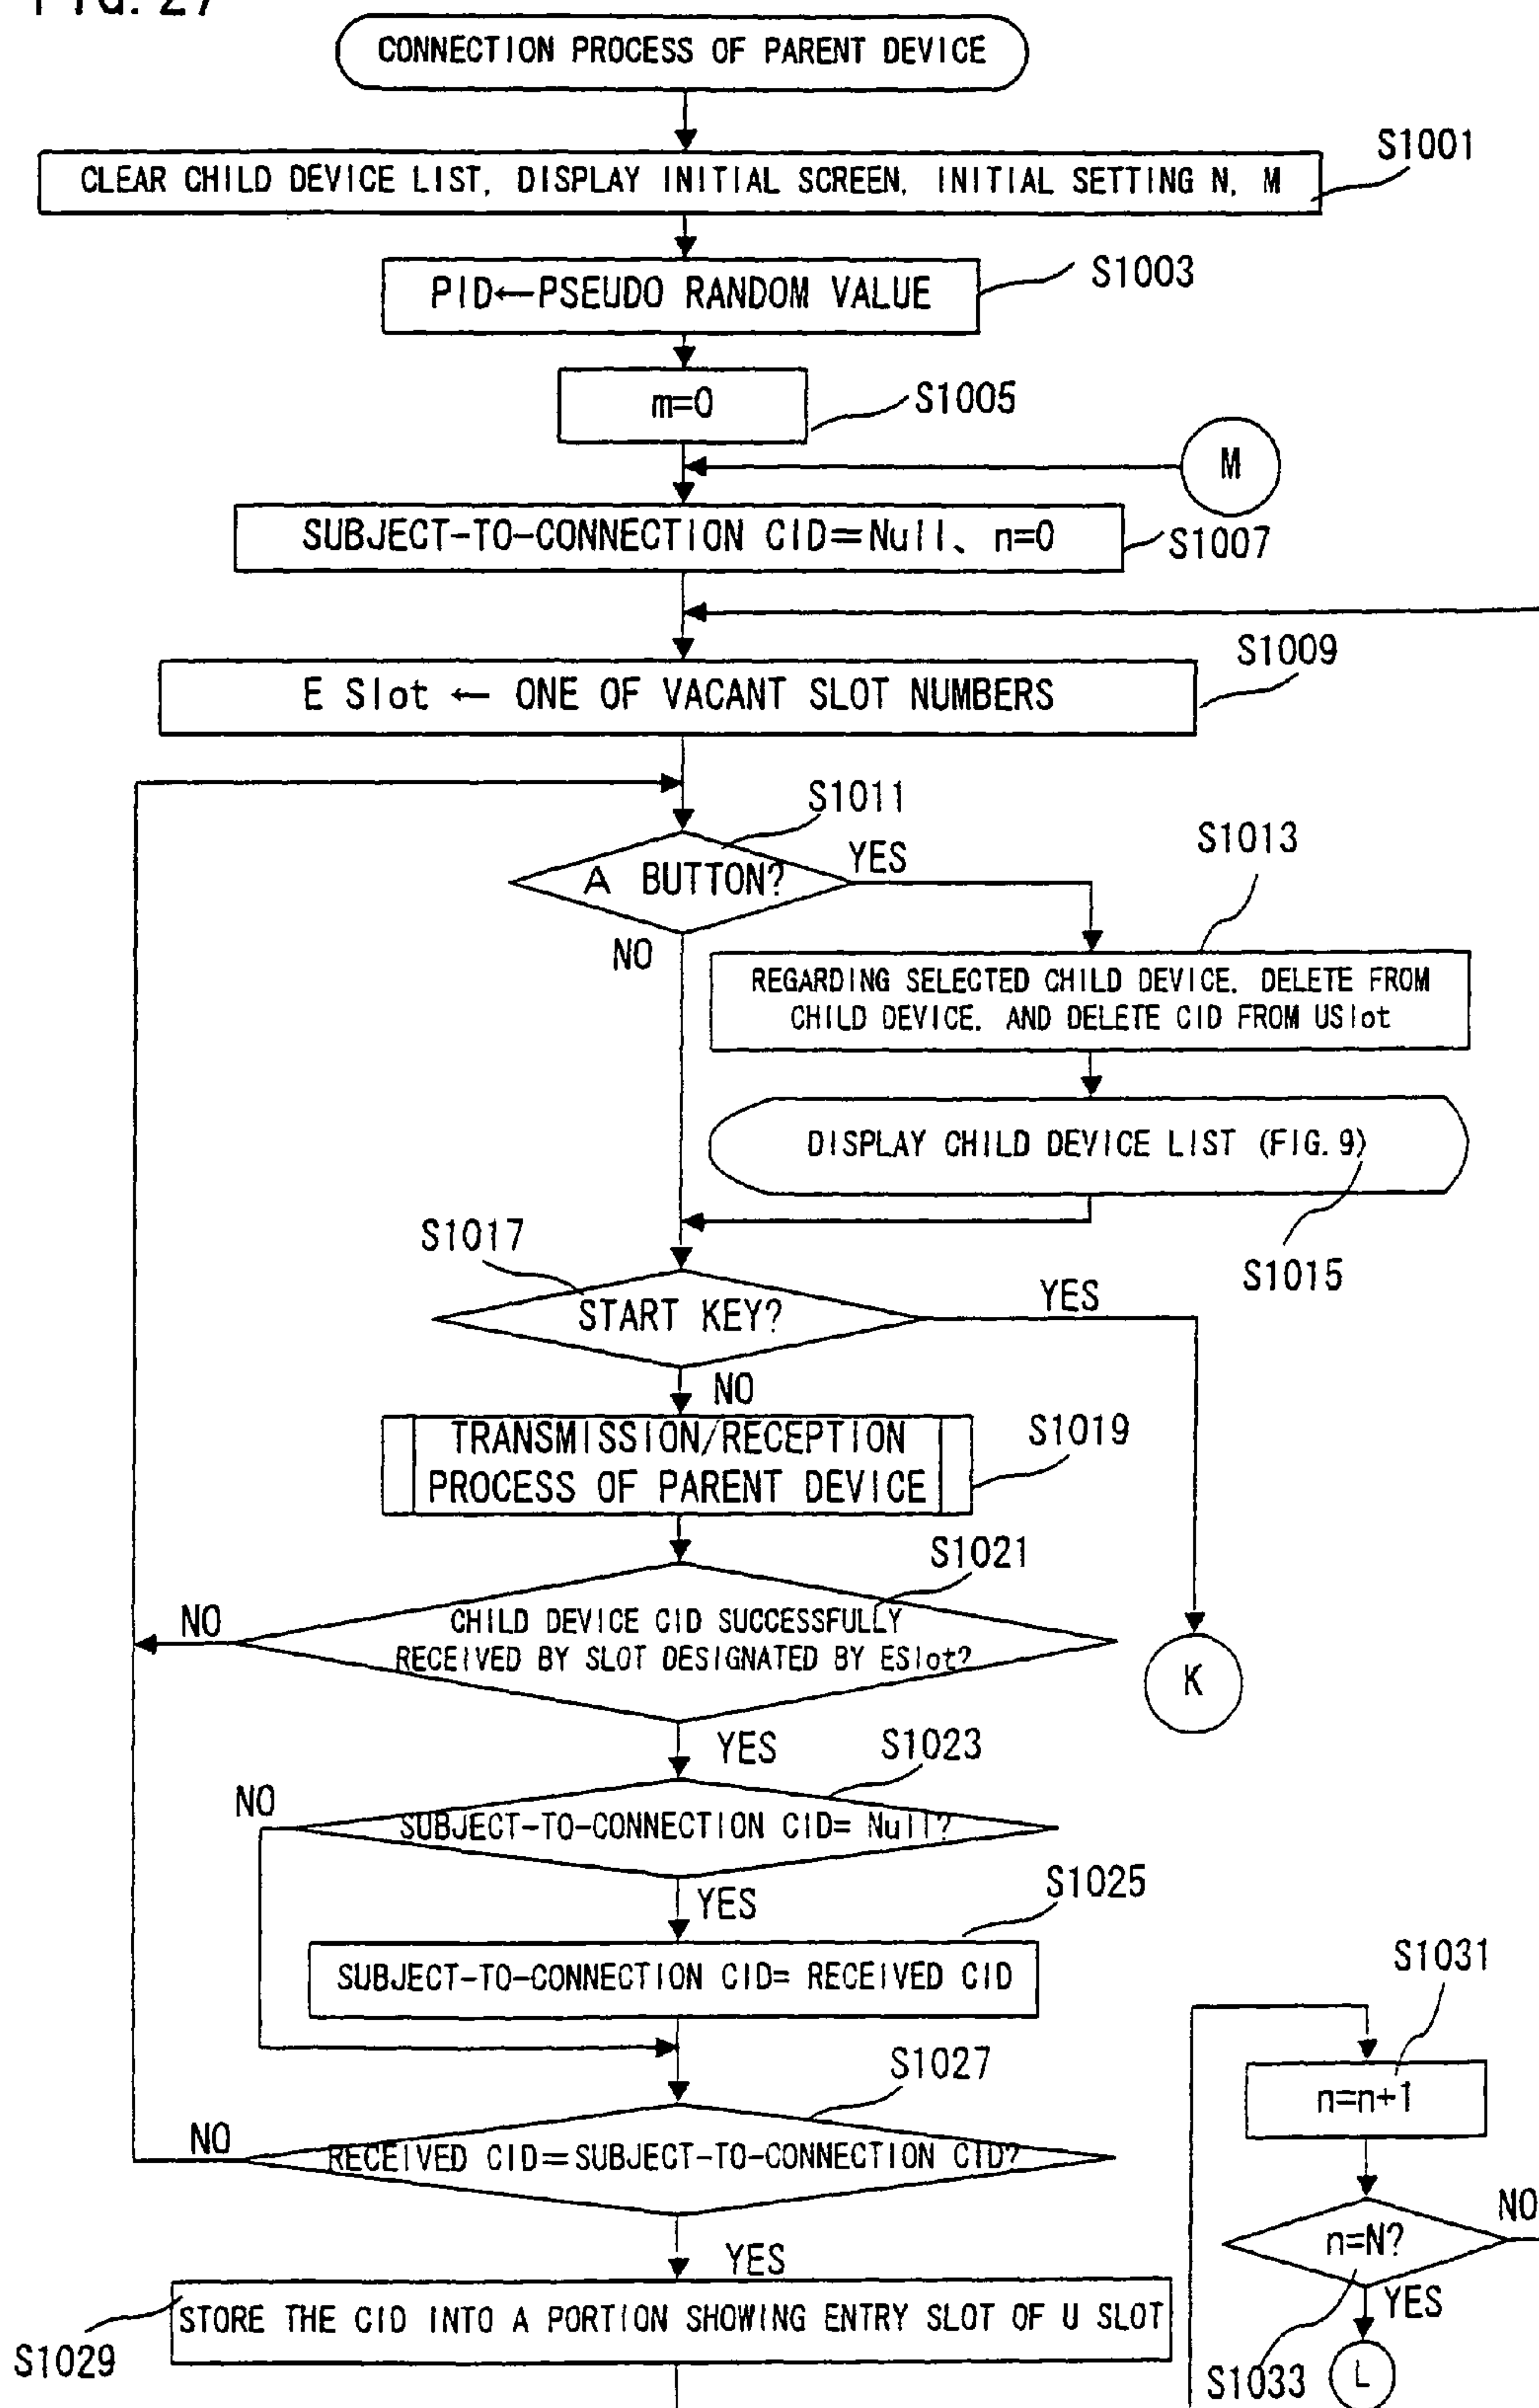 FIG. 27
CONNECTION PROCESS OF PARENT DEVICE
S1001
CLEAR CHILD DEVICE LIST, DISPLAY INITIAL SCREEN, INITIAL SETTING N, M
S1003
PID←PSEUDO RANDOM VALUE
m=0
S1005
M
SUBJECT-TO-CONNECTION CID=Null、n=0
S1007
S1009
E Slot ← ONE OF VACANT SLOT NUMBERS
S1011
A BUTTON?
YES
NO
S1013
REGARDING SELECTED CHILD DEVICE, DELETE FROM
CHILD DEVICE, AND DELETE CID FROM USlot
DISPLAY CHILD DEVICE LIST (FIG. 9)
S1015
S1017
START KEY?
YES
NO
TRANSMISSION/RECEPTION
PROCESS OF PARENT DEVICE
S1019
S1021
CHILD DEVICE CID SUCCESSFULLY
RECEIVED BY SLOT DESIGNATED BY ESlot?
NO
K
YES
S1023
NO
SUBJECT-TO-CONNECTION CID= Null?
YES
S1025
SUBJECT-TO-CONNECTION CID= RECEIVED CID
S1027
NO
RECEIVED CID=SUBJECT-TO-CONNECTION CID?
YES
STORE THE CID INTO A PORTION SHOWING ENTRY SLOT OF U SLOT
S1029
S1031
n=n+1
n=N?
NO
YES
S1033
L